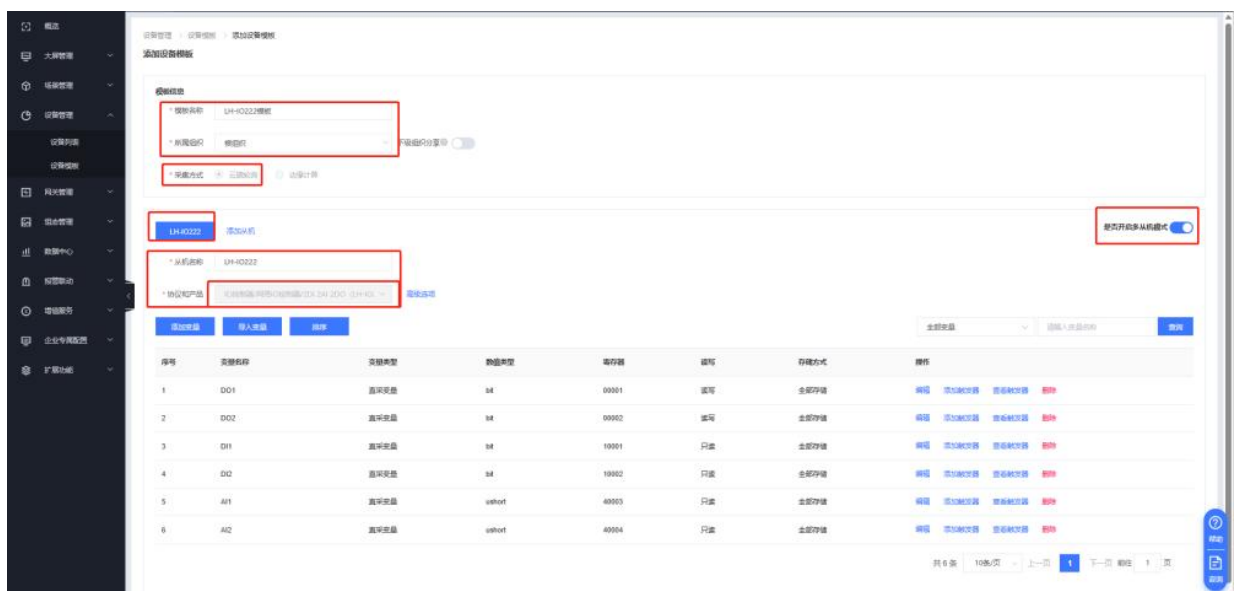 概览
大屏管理
场景管理
设备管理
设备列表
设备模板
网关管理
组态管理
数据中心
报警联动
增值服务
企业专属配置
扩展功能
设备管理 > 设备模板 > 添加设备模板
添加设备模板
模板信息
* 模板名称 LH-IO222模板
* 所属组织 根组织
* 采集方式 云端轮询 边缘计算
LH-IO222 添加从机 是否开启多从机模式
* 从机名称 LH-IO222
* 协议和产品 高级选项
添加变量 导入变量 排序 全部变量 请输入变量名称 查询
序号 变量名称 变量类型 数值类型 寄存器 读写 存储方式 操作
1 DO1 直采变量 bit 00001 读写 全部存储 编辑 添加触发器 查看触发器 删除
2 DO2 直采变量 bit 00002 读写 全部存储 编辑 添加触发器 查看触发器 删除
3 DI1 直采变量 bit 10001 只读 全部存储 编辑 添加触发器 查看触发器 删除
4 DI2 直采变量 bit 10002 只读 全部存储 编辑 添加触发器 查看触发器 删除
5 AI1 直采变量 ushort 40003 只读 全部存储 编辑 添加触发器 查看触发器 删除
6 AI2 直采变量 ushort 40004 只读 全部存储 编辑 添加触发器 查看触发器 删除
共 6 条 10条/页 上一页 1 下一页 前往 1 页
帮助